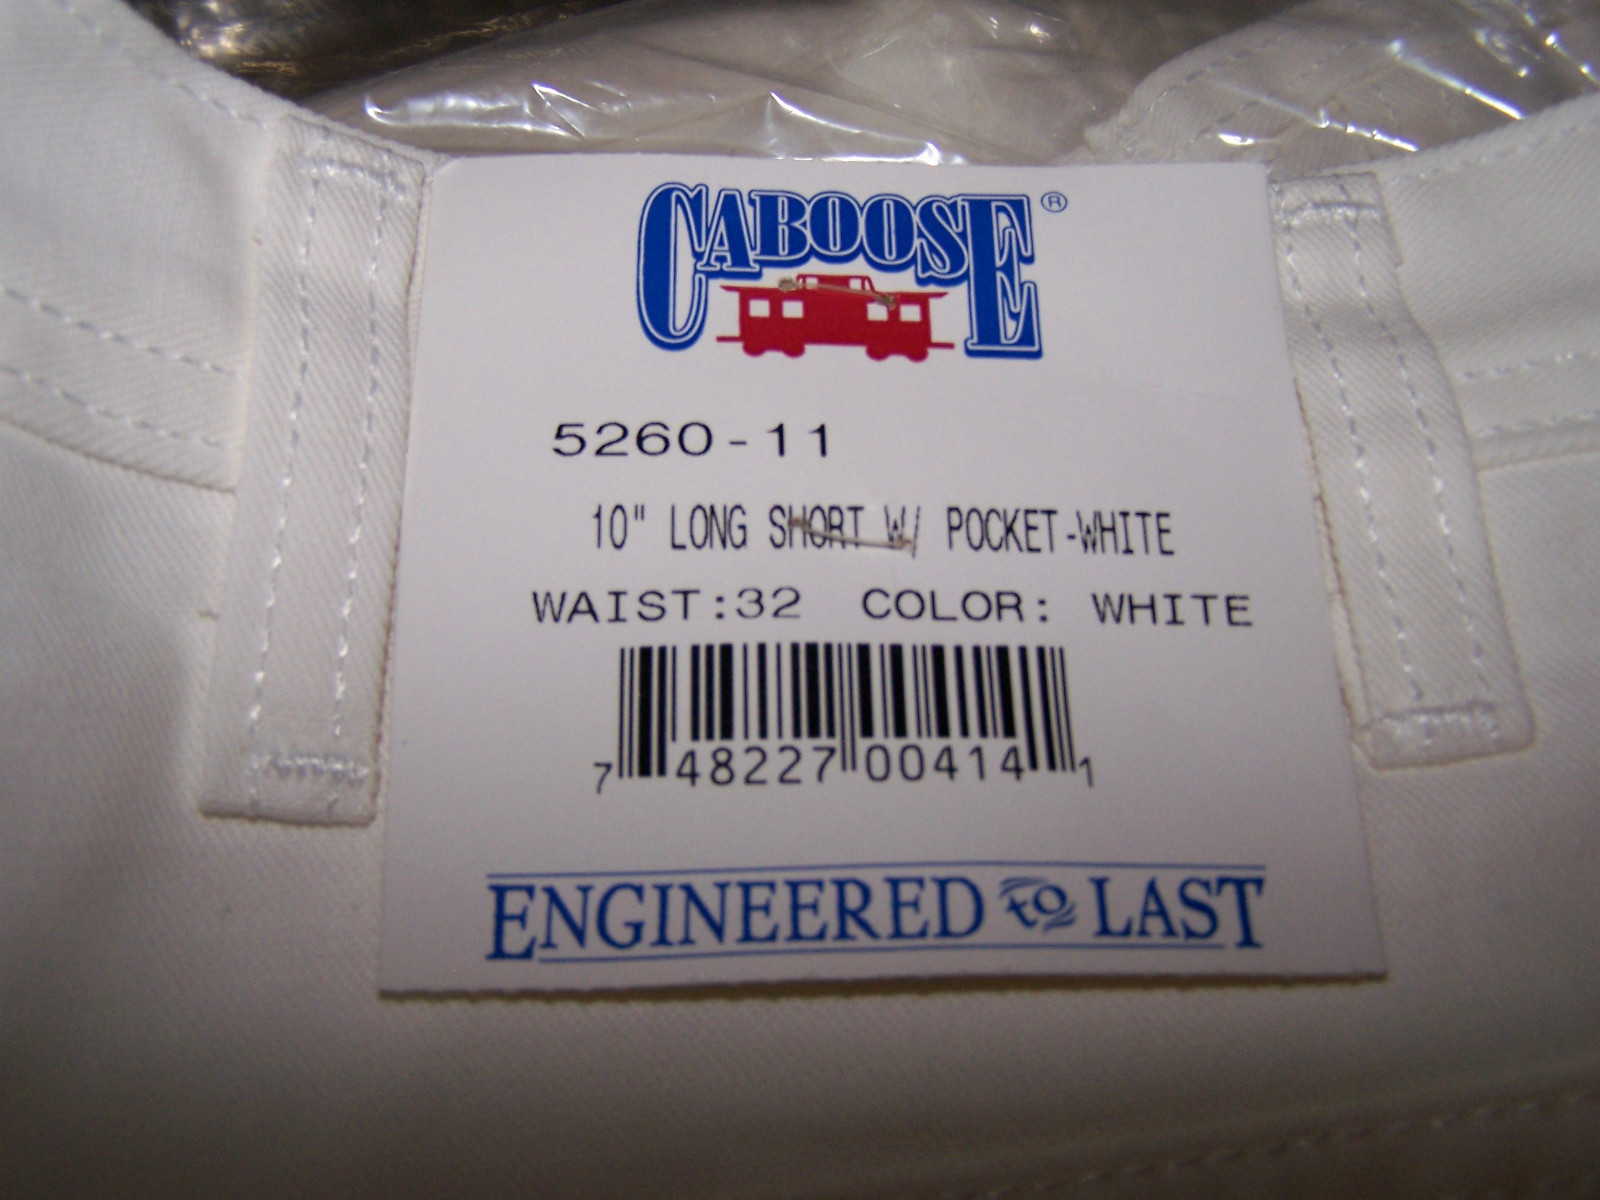 CABOOSE®
5260-11
10" LONG SHORT W/ POCKET-WHITE
WAIST:32 COLOR: WHITE
7 48227 00414 1
ENGINEERED to LAST